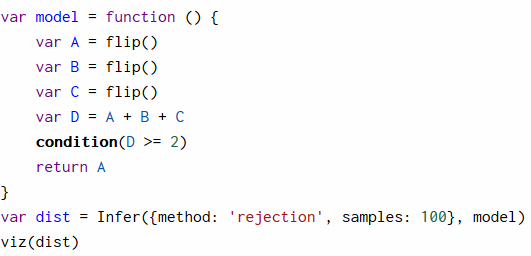 var model = function () {
    var A = flip()
    var B = flip()
    var C = flip()
    var D = A + B + C
    condition(D >= 2)
    return A
}
var dist = Infer({method: 'rejection', samples: 100}, model)
viz(dist)